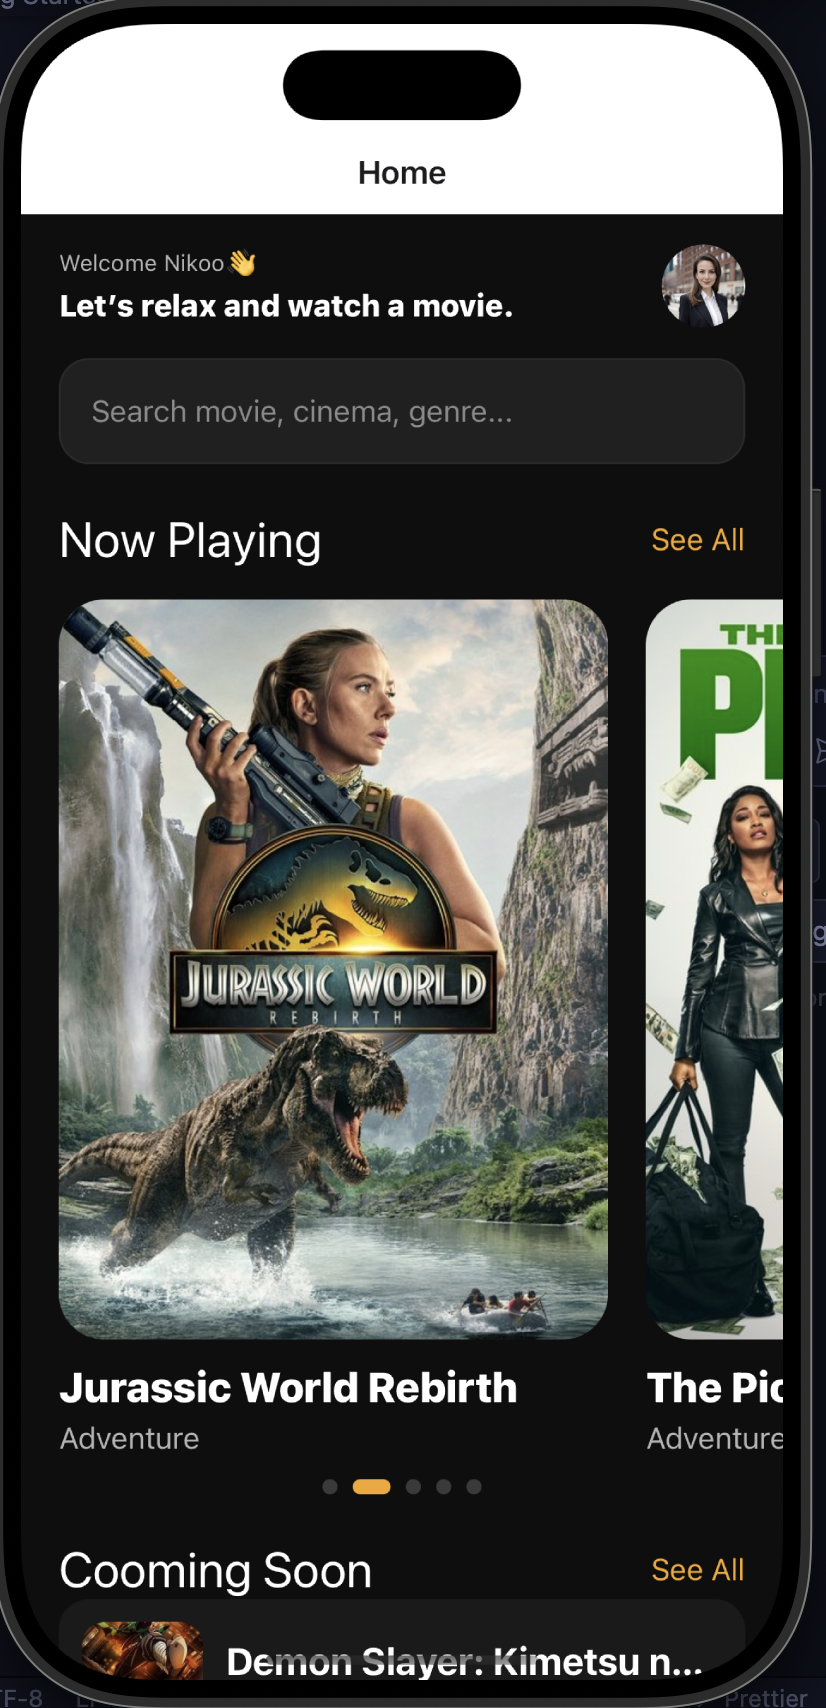 Home
Welcome Nikoo👋
Let’s relax and watch a movie.
Search movie, cinema, genre...
Now Playing
See All
THE
PI
JURASSIC WORLD
REBIRTH
Jurassic World Rebirth
The Pic
Adventure
Adventure
Cooming Soon
See All
Demon Slayer: Kimetsu n...
Prettier